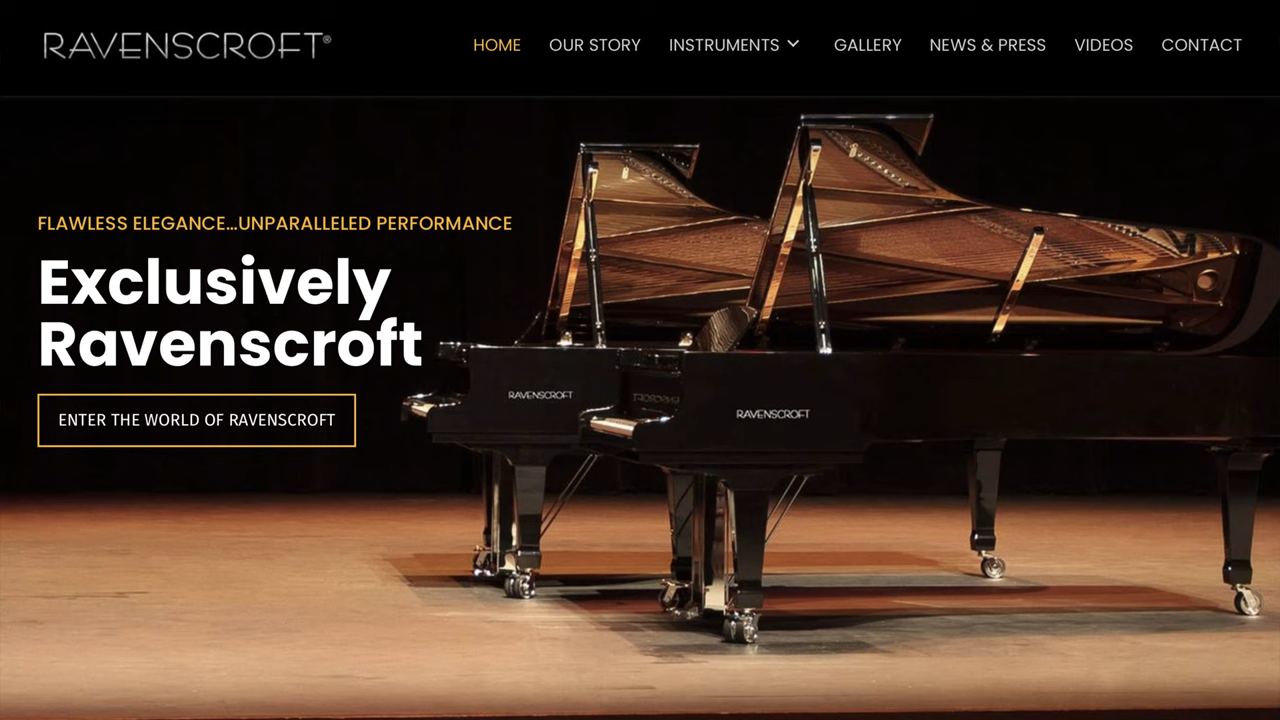 RAVENSCROFT®
HOME
OUR STORY
INSTRUMENTS
GALLERY
NEWS & PRESS
VIDEOS
CONTACT
FLAWLESS ELEGANCE...UNPARALLELED PERFORMANCE
Exclusively
Ravenscroft
ENTER THE WORLD OF RAVENSCROFT
RAVENSCROFT
RAVENSCROFT